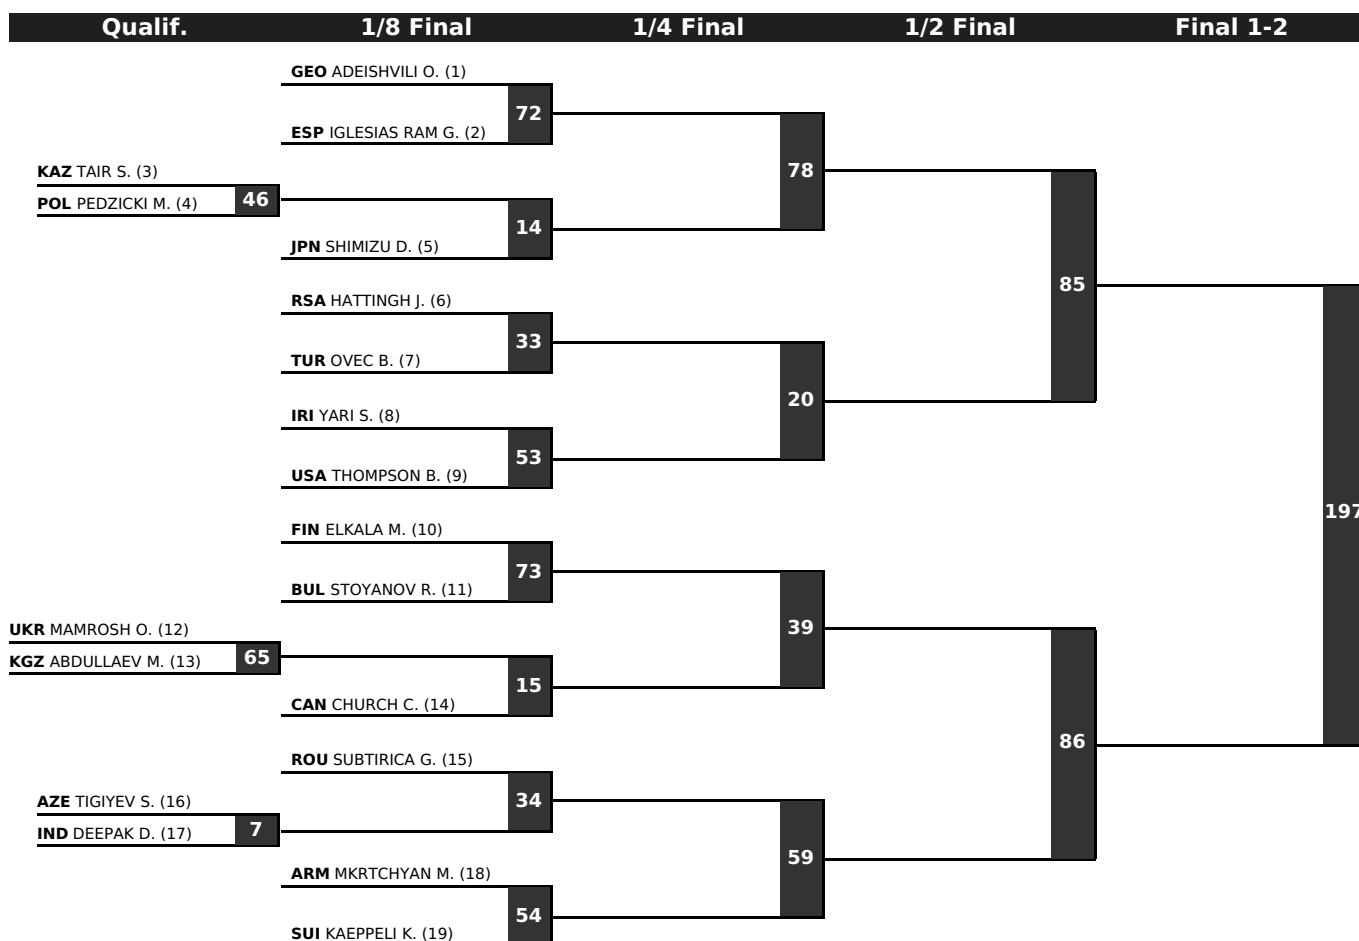 Qualif. 1/8 Final 1/4 Final 1/2 Final Final 1-2
GEO ADEISHVILI O. (1)
72
ESP IGLESIAS RAM G. (2)
78
KAZ TAIR S. (3)
46
POL PEDZICKI M. (4)
14
JPN SHIMIZU D. (5)
85
RSA HATTINGH J. (6)
33
TUR OVEC B. (7)
20
IRI YARI S. (8)
53
USA THOMPSON B. (9)
197
FIN ELKALA M. (10)
73
BUL STOYANOV R. (11)
39
UKR MAMROSH O. (12)
65
KGZ ABDULLAEV M. (13)
15
CAN CHURCH C. (14)
86
ROU SUBTIRICA G. (15)
34
AZE TIGIYEV S. (16)
7
IND DEEPAK D. (17)
59
ARM MKRTCHYAN M. (18)
54
SUI KAEPPELI K. (19)